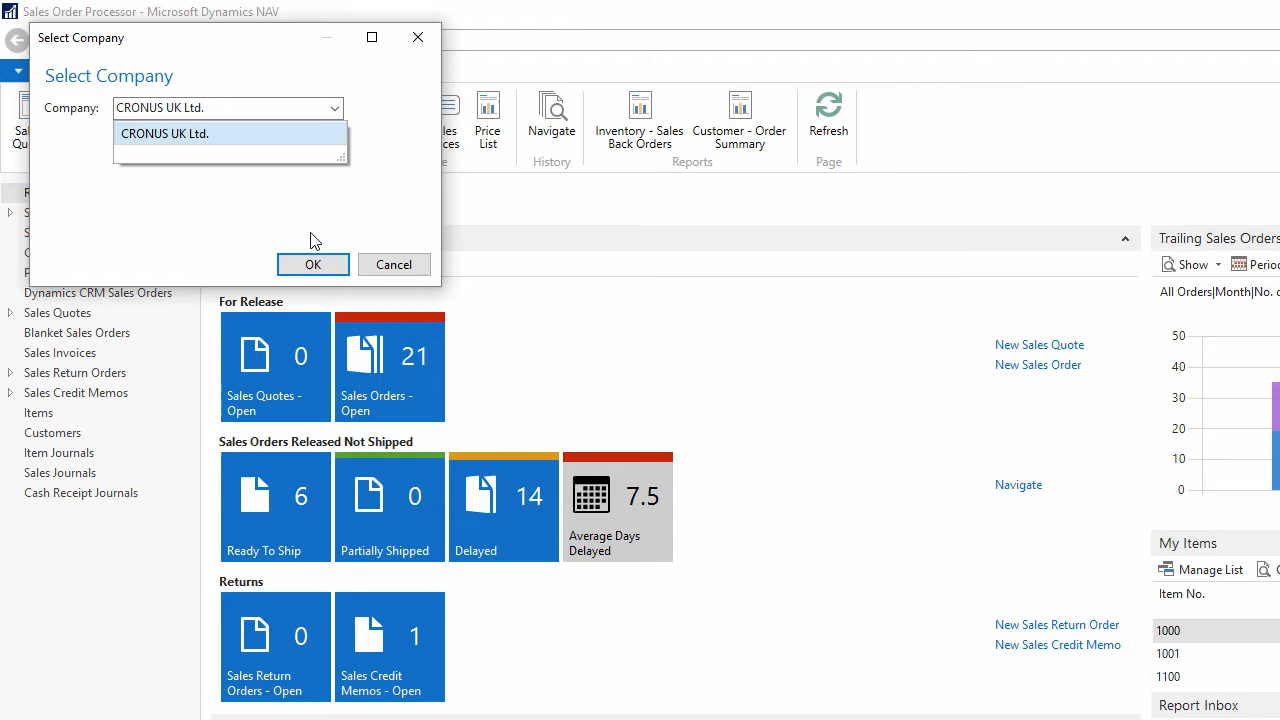 Sales Order Processor - Microsoft Dynamics NAV
Select Company
Select Company
Company: CRONUS UK Ltd.
CRONUS UK Ltd.
OK
Cancel
Price
List
Navigate
Inventory - Sales
Back Orders
Customer - Order
Summary
Refresh
History
Reports
Page
Dynamics CRM Sales Orders
Sales Quotes
Blanket Sales Orders
Sales Invoices
Sales Return Orders
Sales Credit Memos
Items
Customers
Item Journals
Sales Journals
Cash Receipt Journals
For Release
0
Sales Quotes -
Open
21
Sales Orders -
Open
New Sales Quote
New Sales Order
Sales Orders Released Not Shipped
6
Ready To Ship
0
Partially Shipped
14
Delayed
7.5
Average Days
Delayed
Navigate
Returns
0
Sales Return
Orders - Open
1
Sales Credit
Memos - Open
New Sales Return Order
New Sales Credit Memo
Trailing Sales Orders
Show
All Orders|Month|No.
50
40
30
20
10
0
My Items
Manage List
Item No.
1000
1001
1100
Report Inbox